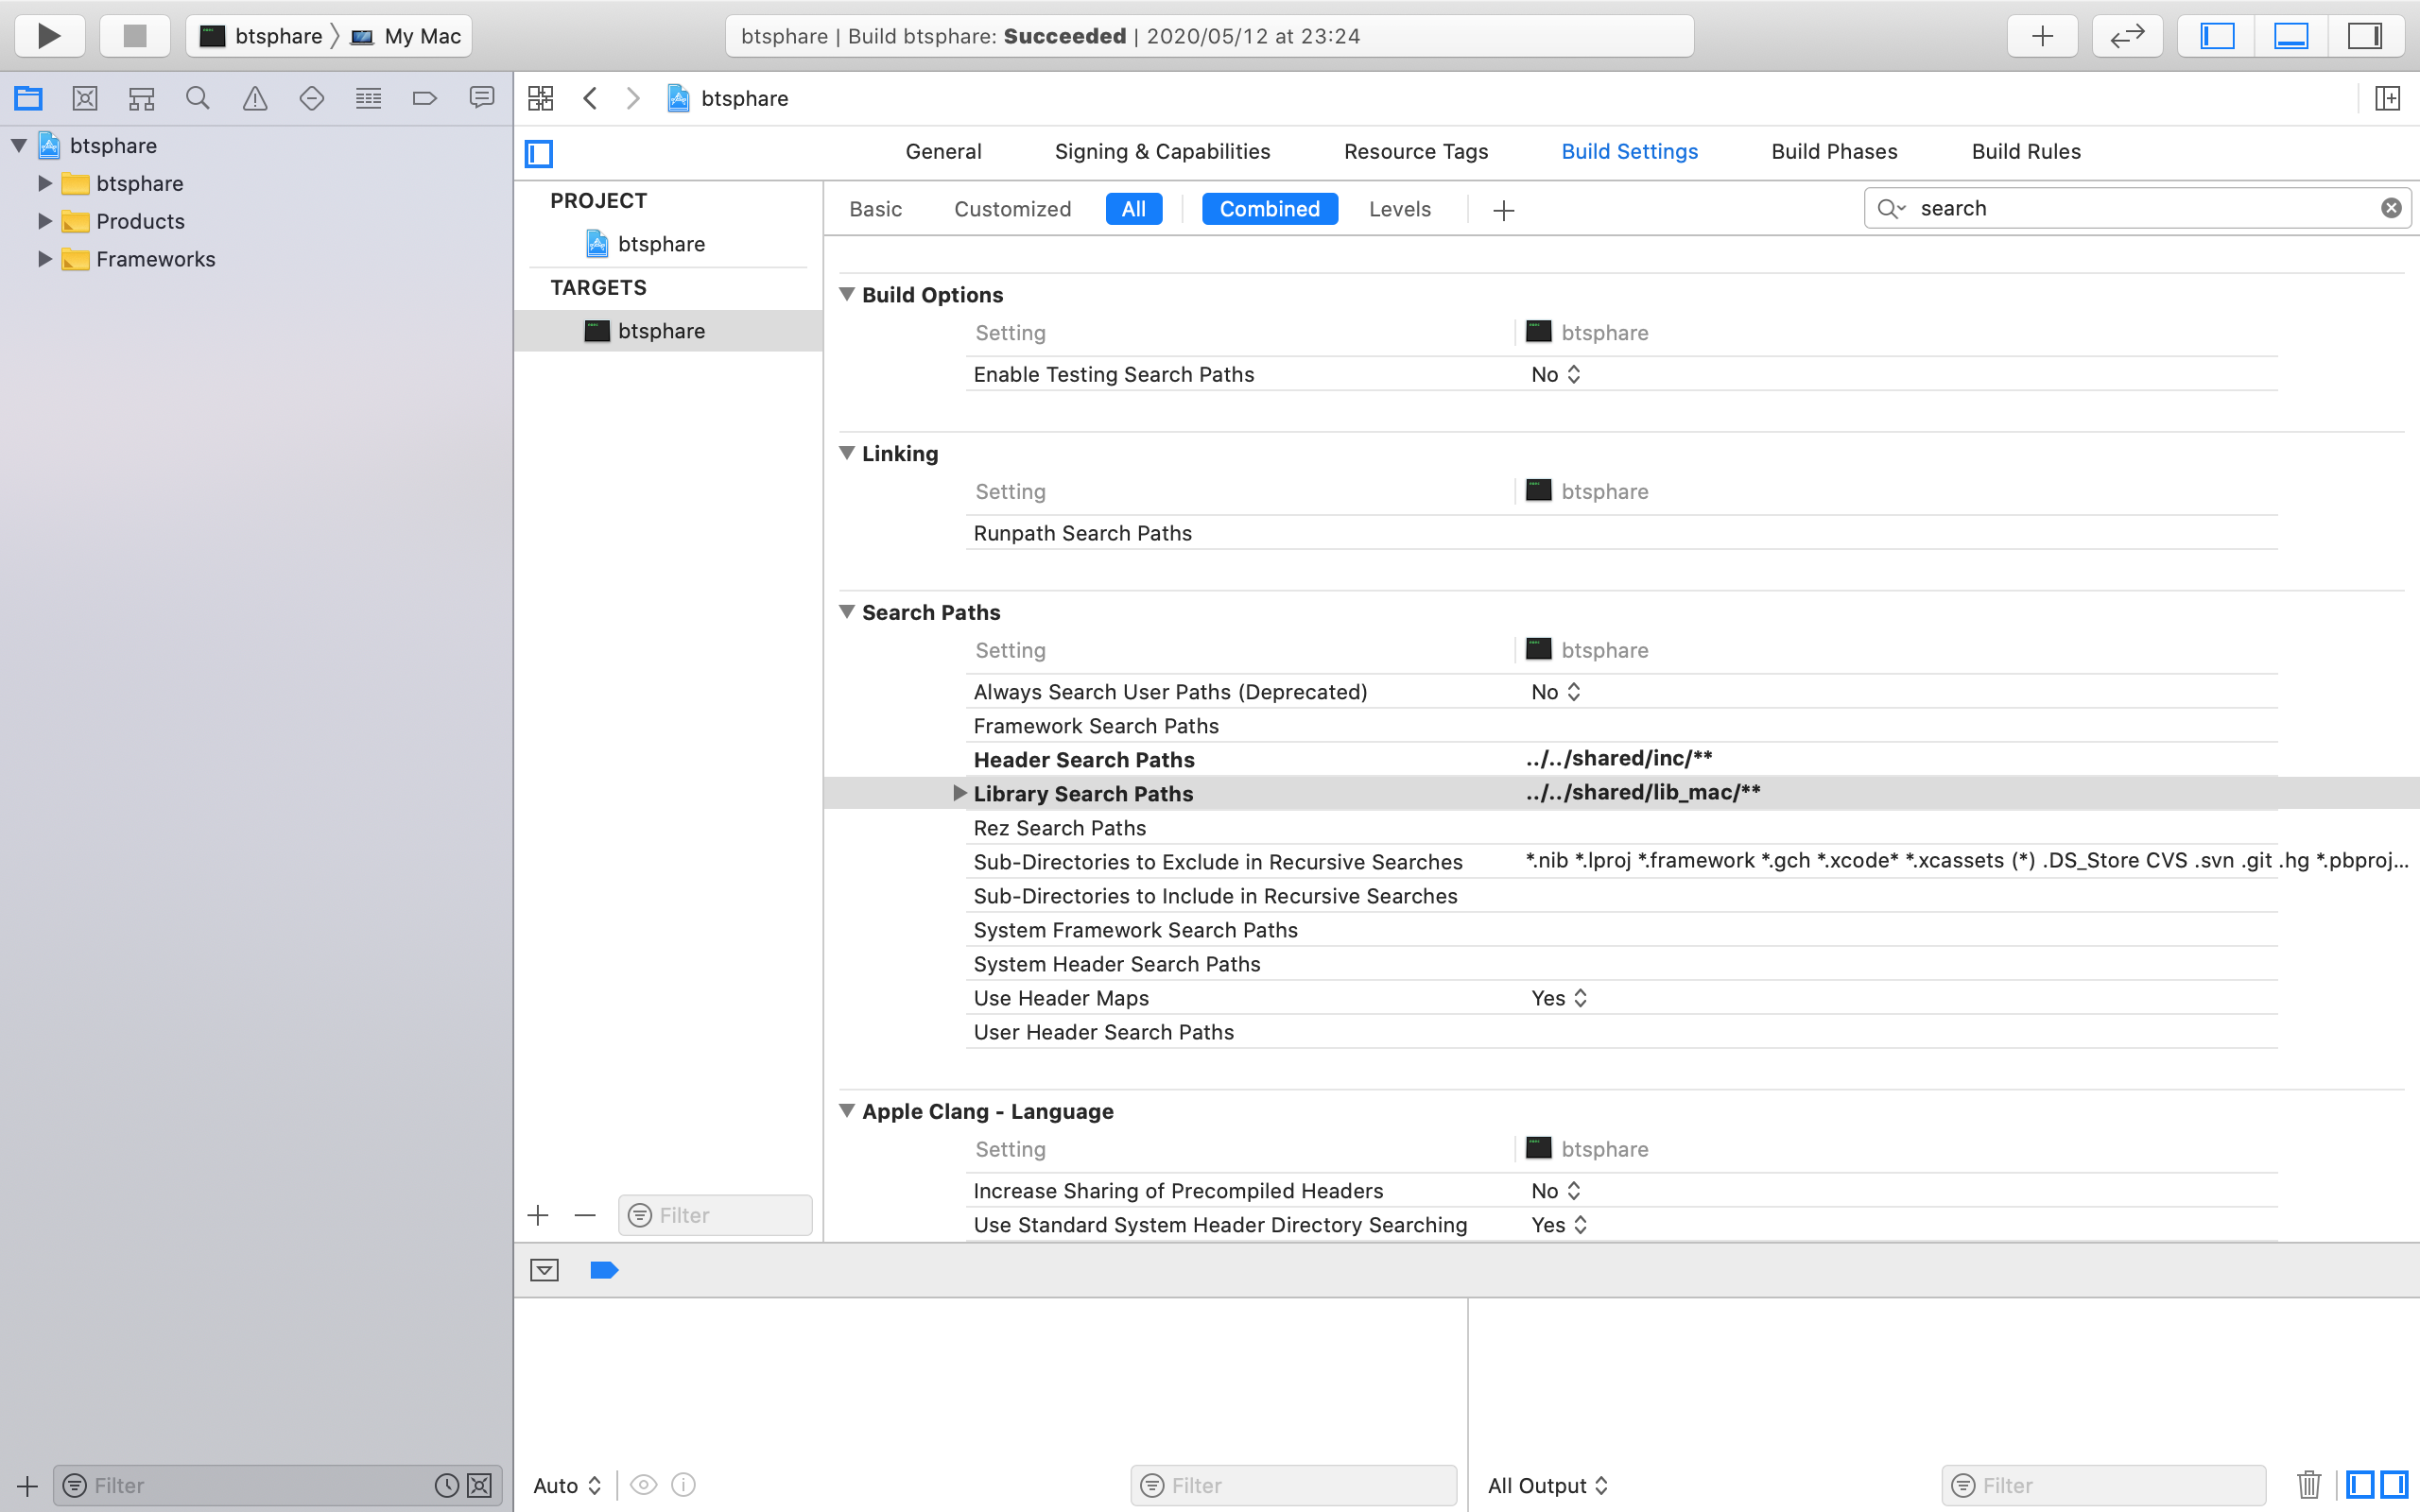 btsphare
My Mac
btsphare | Build btsphare: Succeeded | 2020/05/12 at 23:24
btsphare
btsphare
btsphare
Products
Frameworks
General
Signing & Capabilities
Resource Tags
Build Settings
Build Phases
Build Rules
PROJECT
btsphare
TARGETS
btsphare
Basic
Customized
All
Combined
Levels
search
Build Options
Setting
btsphare
Enable Testing Search Paths
No
Linking
Setting
btsphare
Runpath Search Paths
Search Paths
Setting
btsphare
Always Search User Paths (Deprecated)
No
Framework Search Paths
Header Search Paths
../../shared/inc/**
Library Search Paths
../../shared/lib_mac/**
Rez Search Paths
Sub-Directories to Exclude in Recursive Searches
*.nib *.lproj *.framework *.gch *.xcode* *.xcassets (*) .DS_Store CVS .svn .git .hg *.pbproj...
Sub-Directories to Include in Recursive Searches
System Framework Search Paths
System Header Search Paths
Use Header Maps
Yes
User Header Search Paths
Apple Clang - Language
Setting
btsphare
Increase Sharing of Precompiled Headers
No
Use Standard System Header Directory Searching
Yes
Filter
Filter
Auto
Filter
All Output
Filter